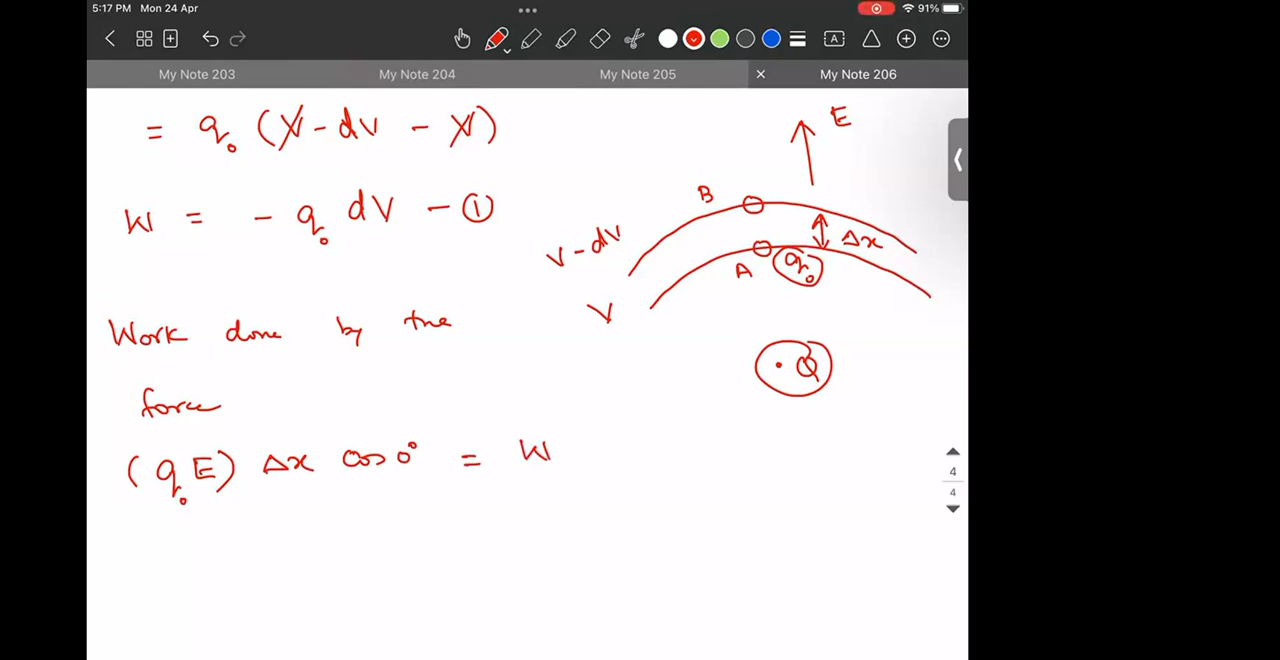 5:17 PM Mon 24 Apr
91%
A
My Note 203
My Note 204
My Note 205
× My Note 206
= q₀ (V - dV - V)
W = - q₀ dV - ①
Work done by the
force
(q₀E) Δx cos 0° = W
E
B
V - dV
Δx
A
q₀
V
Q
4
4